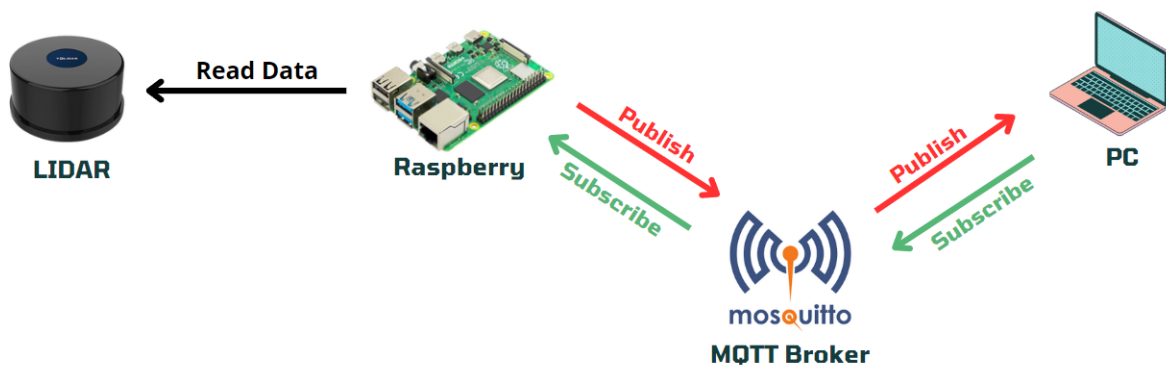 Read Data
LIDAR
Raspberry
Publish
Subscribe
Publish
Subscribe
PC
mosquitto
MQTT Broker